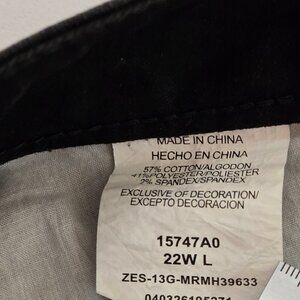 MADE IN CHINA
HECHO EN CHINA
57% COTTON/ALGODON
41%POLYESTER/POLIESTER
2% SPANDEX/SPANDEX
EXCLUSIVE OF DECORATION/
EXCEPTO DECORACION
15747A0
22W L
ZES-13G-MRMH39633